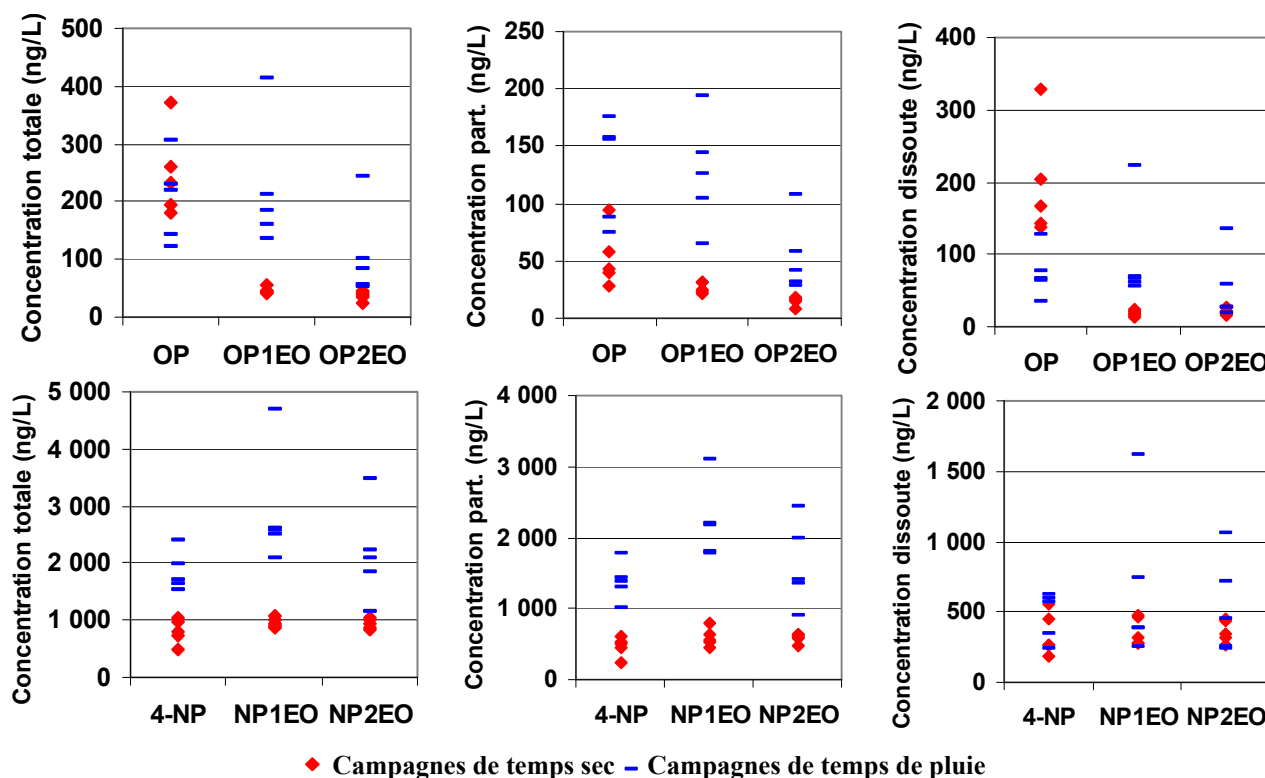 Concentration totale (ng/L)
500
400
300
200
100
0
OP OP1EO OP2EO
Concentration part. (ng/L)
250
200
150
100
50
0
OP OP1EO OP2EO
Concentration dissoute (ng/L)
400
300
200
100
0
OP OP1EO OP2EO
Concentration totale (ng/L)
5 000
4 000
3 000
2 000
1 000
0
4-NP NP1EO NP2EO
Concentration part. (ng/L)
4 000
3 000
2 000
1 000
0
4-NP NP1EO NP2EO
Concentration dissoute (ng/L)
2 000
1 500
1 000
500
0
4-NP NP1EO NP2EO
Campagnes de temps sec Campagnes de temps de pluie